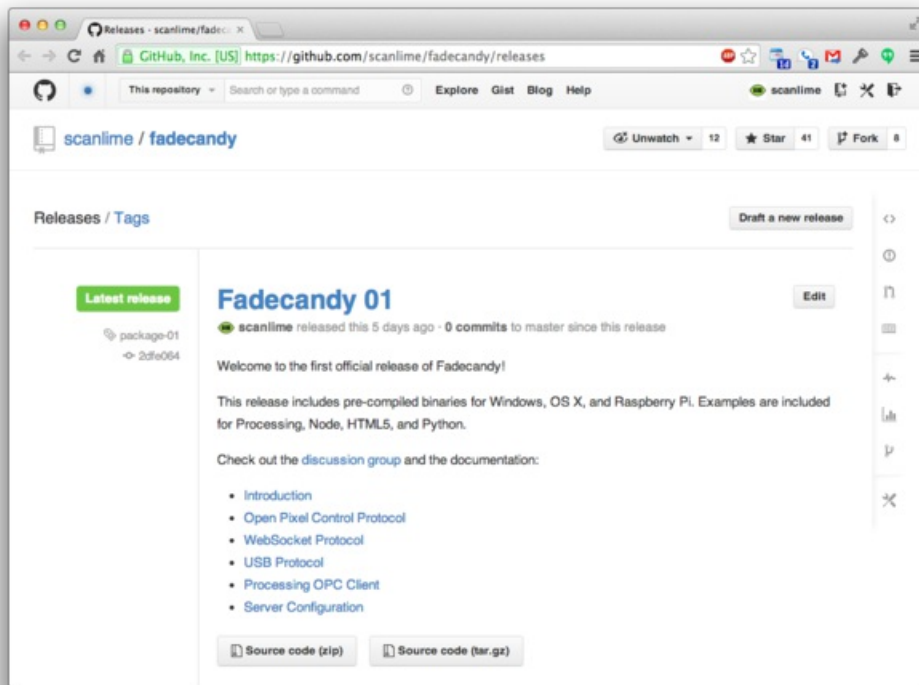 Releases - scanlime/fadec
GitHub, Inc. [US] https://github.com/scanlime/fadecandy/releases
This repository Search or type a command Explore Gist Blog Help scanlime
scanlime / fadecandy Unwatch 12 Star 41 Fork 8
Releases / Tags Draft a new release
Latest release Fadecandy 01 Edit
scanlime released this 5 days ago · 0 commits to master since this release
package-01
2dfe064
Welcome to the first official release of Fadecandy!
This release includes pre-compiled binaries for Windows, OS X, and Raspberry Pi. Examples are included
for Processing, Node, HTML5, and Python.
Check out the discussion group and the documentation:
• Introduction
• Open Pixel Control Protocol
• WebSocket Protocol
• USB Protocol
• Processing OPC Client
• Server Configuration
Source code (zip) Source code (tar.gz)